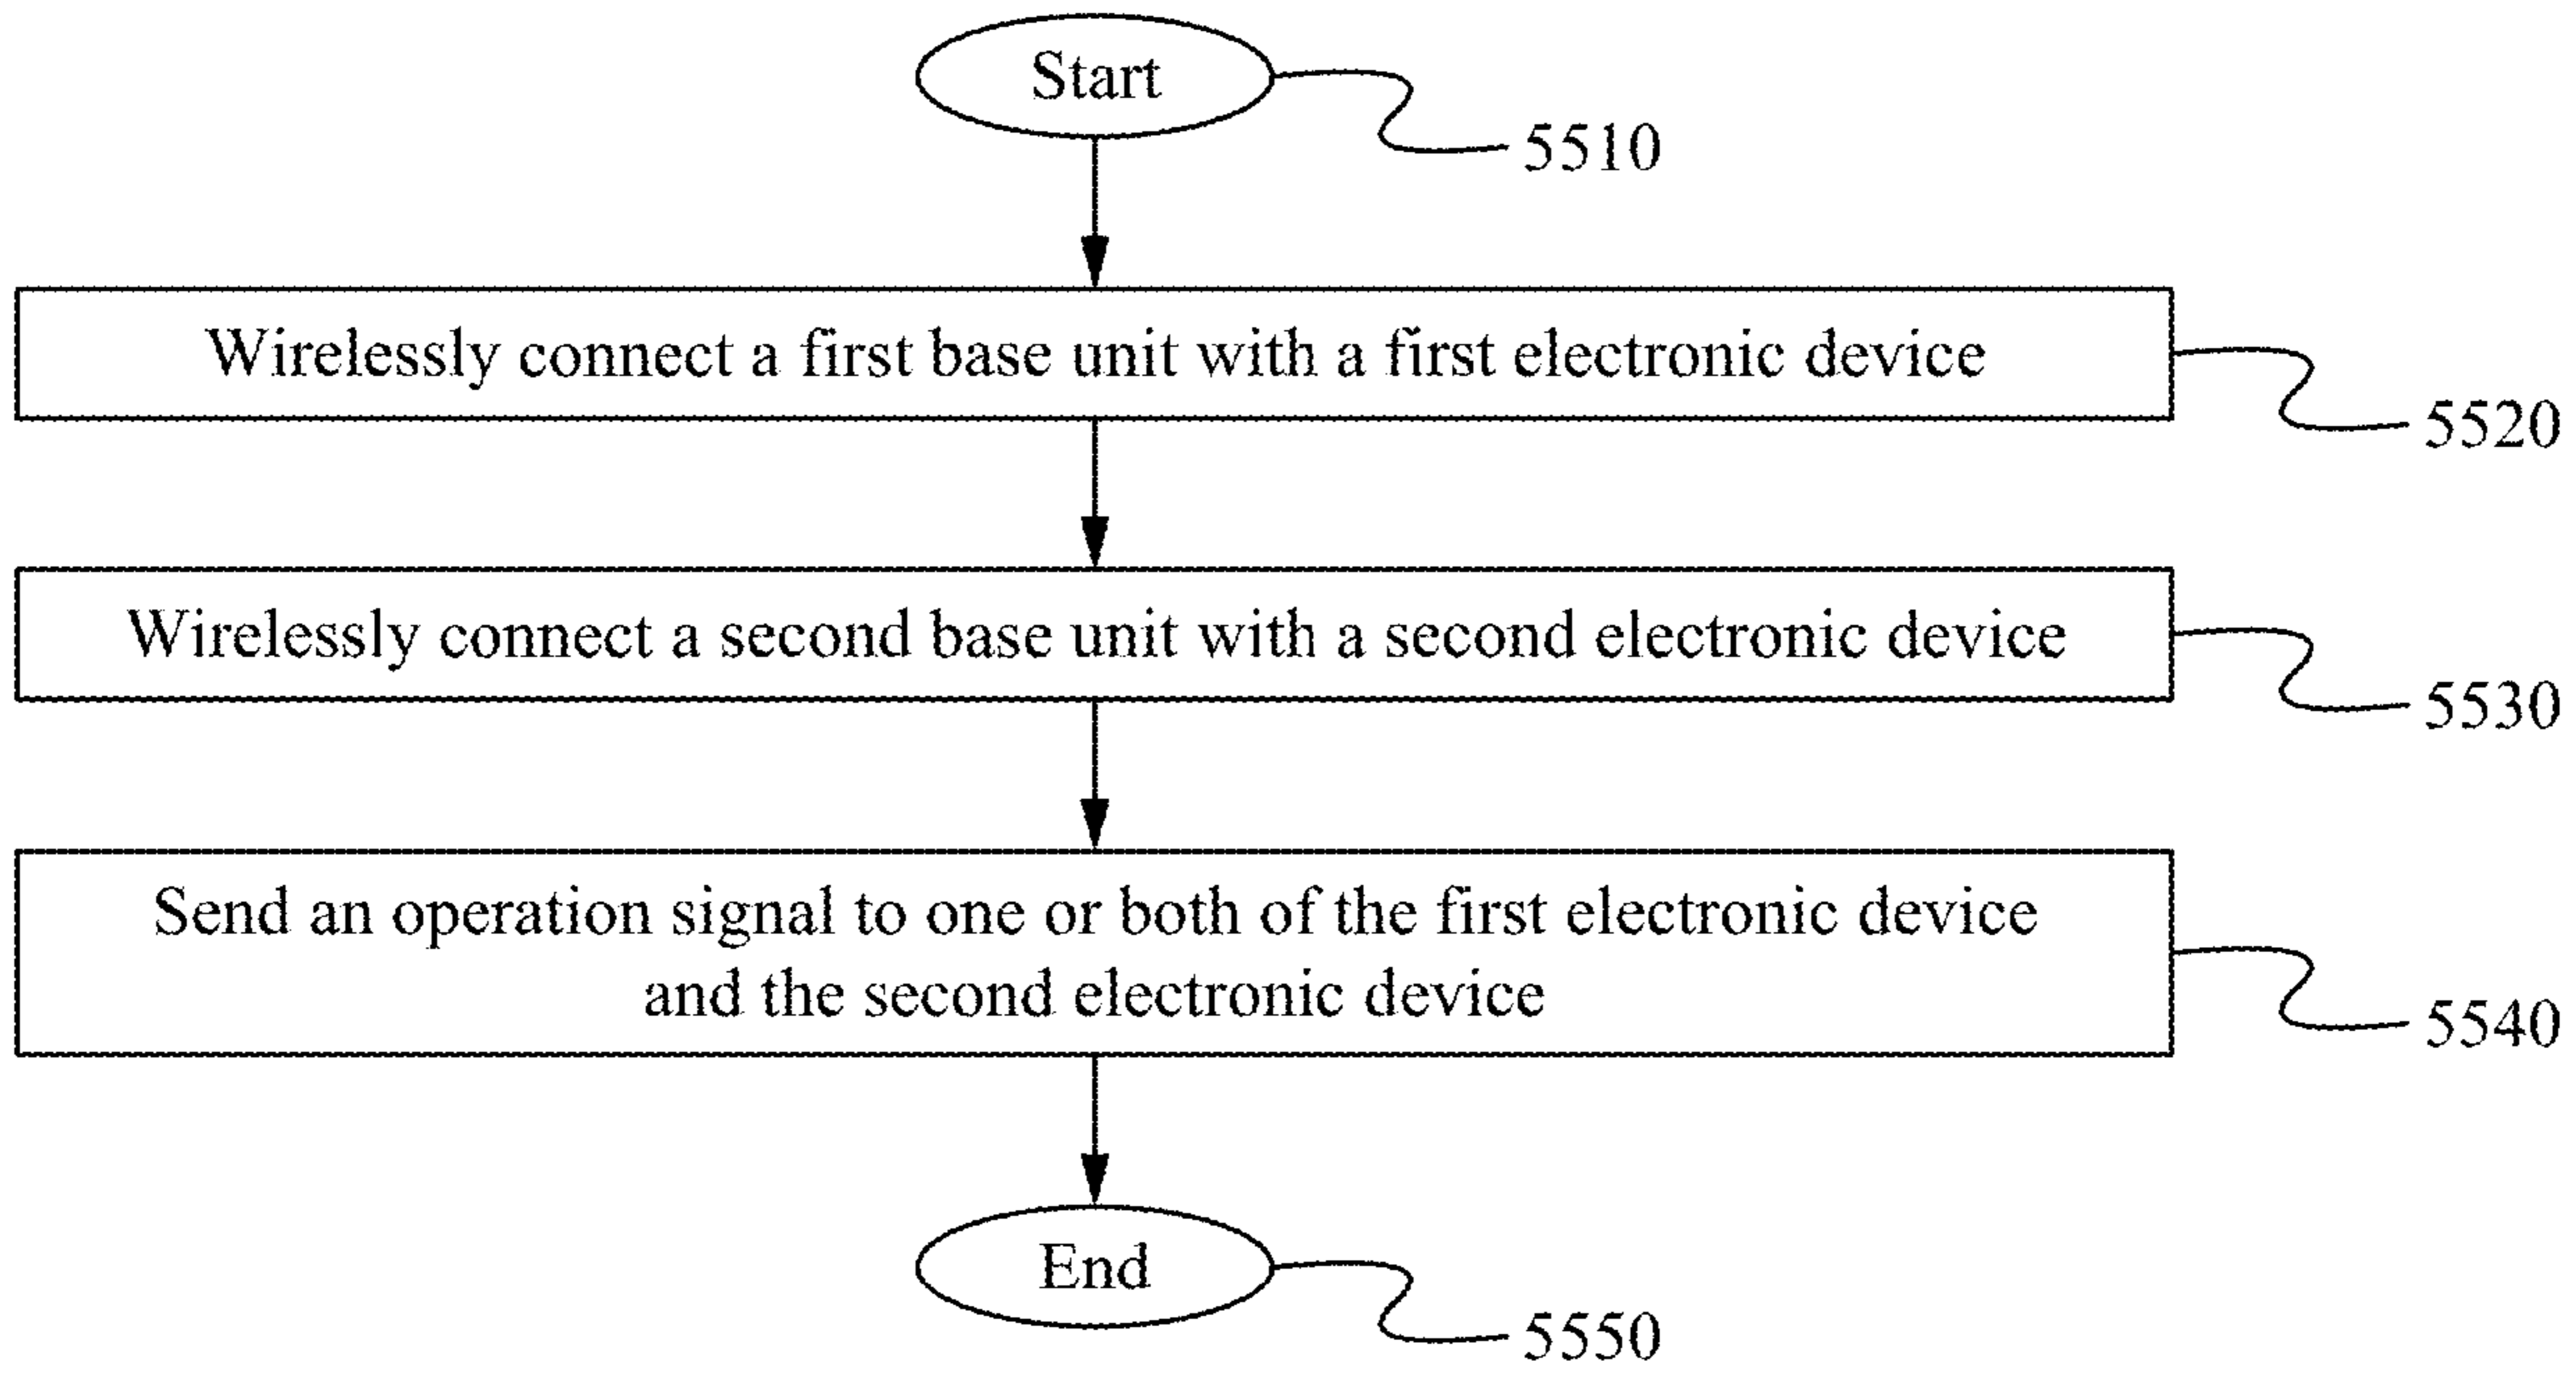 Start
5510
Wirelessly connect a first base unit with a first electronic device
5520
Wirelessly connect a second base unit with a second electronic device
5530
Send an operation signal to one or both of the first electronic device
and the second electronic device
5540
End
5550